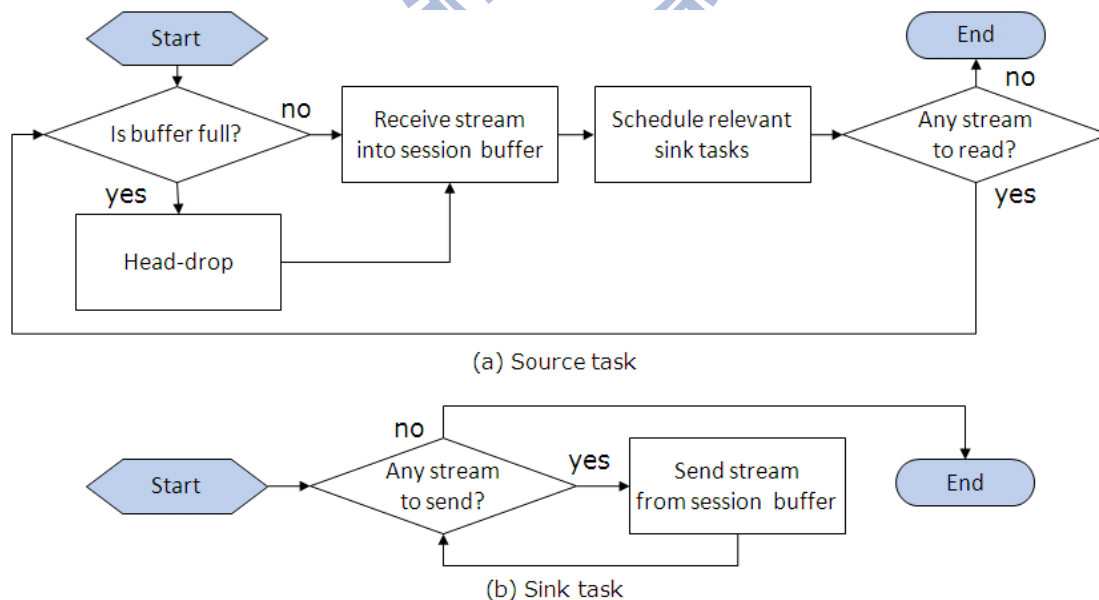 Start
End
no
no
Is buffer full?
Receive stream
into session buffer
Schedule relevant
sink tasks
Any stream
to read?
yes
yes
Head-drop
(a) Source task
no
yes
Start
Any stream
to send?
Send stream
from session buffer
End
(b) Sink task